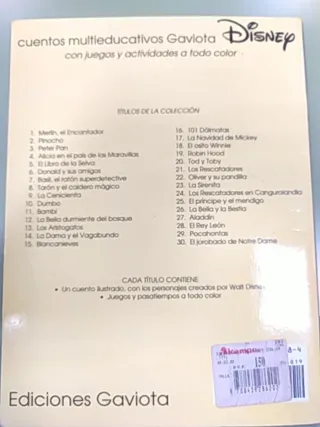 cuentos multieducativos Gaviota DISNEY
con juegos y actividades a todo color
TÍTULOS DE LA COLECCIÓN
1. Merlín, el Encantador
2. Pinocho
3. Peter Pan
4. Alicia en el país de las Maravillas
5. El Libro de la Selva
6. Donald y sus amigos
7. Basil, el ratón superdetective
8. Tarón y el caldero mágico
9. La Cenicienta
10. Dumbo
11. Bambi
12. La Bella durmiente del bosque
13. Los Aristogatos
14. La Dama y el Vagabundo
15. Blancanieves
16. 101 Dálmatas
17. La Navidad de Mickey
18. El osito Winnie
19. Robin Hood
20. Tod y Toby
21. Los Rescatadores
22. Oliver y su pandilla
23. La Sirenita
24. Los Rescatadores en Cangurolandia
25. El príncipe y el mendigo
26. La Bella y la Bestia
27. Aladdin
28. El Rey León
29. Pocahontas
30. El jorobado de Notre Dame
CADA TÍTULO CONTIENE
• Un cuento ilustrado, con los personajes creados por Walt Disney
• Juegos y pasatiempos a todo color
Alcampo
150
8-4
Ediciones Gaviota